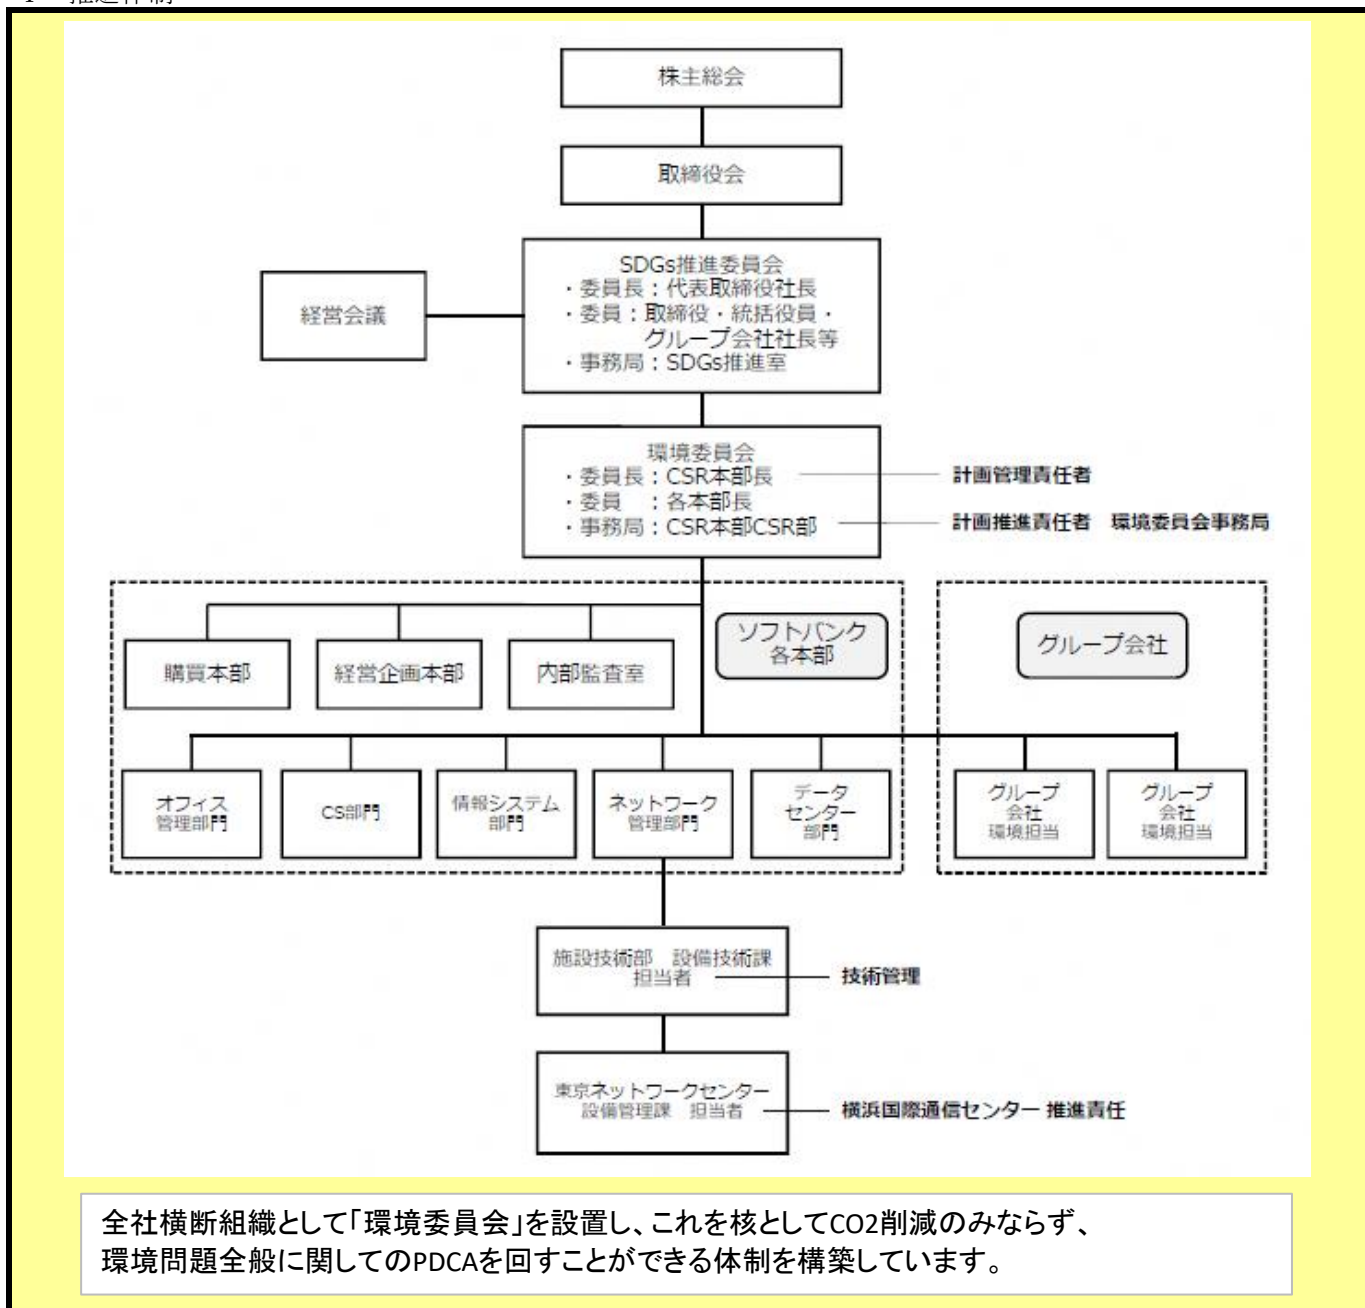 株主総会
取締役会
SDGs推進委員会
・委員長：代表取締役社長
・委員：取締役・統括役員・
グループ会社社長等
・事務局：SDGs推進室
経営会議
環境委員会
・委員長：CSR本部長
・委員　：各本部長
・事務局：CSR本部CSR部
計画管理責任者
計画推進責任者　環境委員会事務局
購買本部
経営企画本部
内部監査室
ソフトバンク
各本部
グループ会社
オフィス
管理部門
CS部門
情報システム
部門
ネットワーク
管理部門
データ
センター
部門
グループ
会社
環境担当
グループ
会社
環境担当
施設技術部　設備技術課
担当者
技術管理
東京ネットワークセンター
設備管理課　担当者
横浜国際通信センター 推進責任
全社横断組織として「環境委員会」を設置し、これを核としてCO2削減のみならず、
環境問題全般に関してのPDCAを回すことができる体制を構築しています。